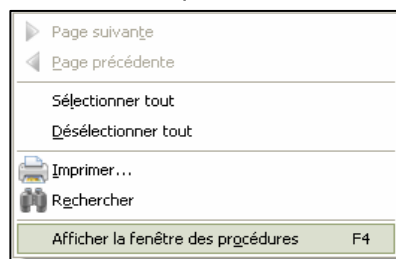 Page suivante
Page précédente
Sélectionner tout
Désélectionner tout
Imprimer...
Rechercher
Afficher la fenêtre des procédures F4